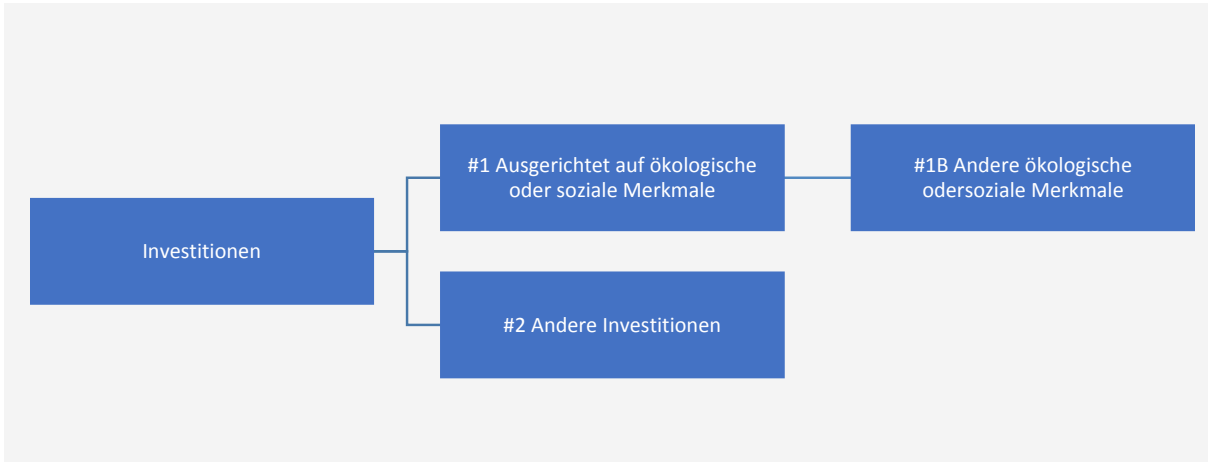 #1 Ausgerichtet auf ökologische
oder soziale Merkmale
#1B Andere ökologische
odersoziale Merkmale
Investitionen
#2 Andere Investitionen